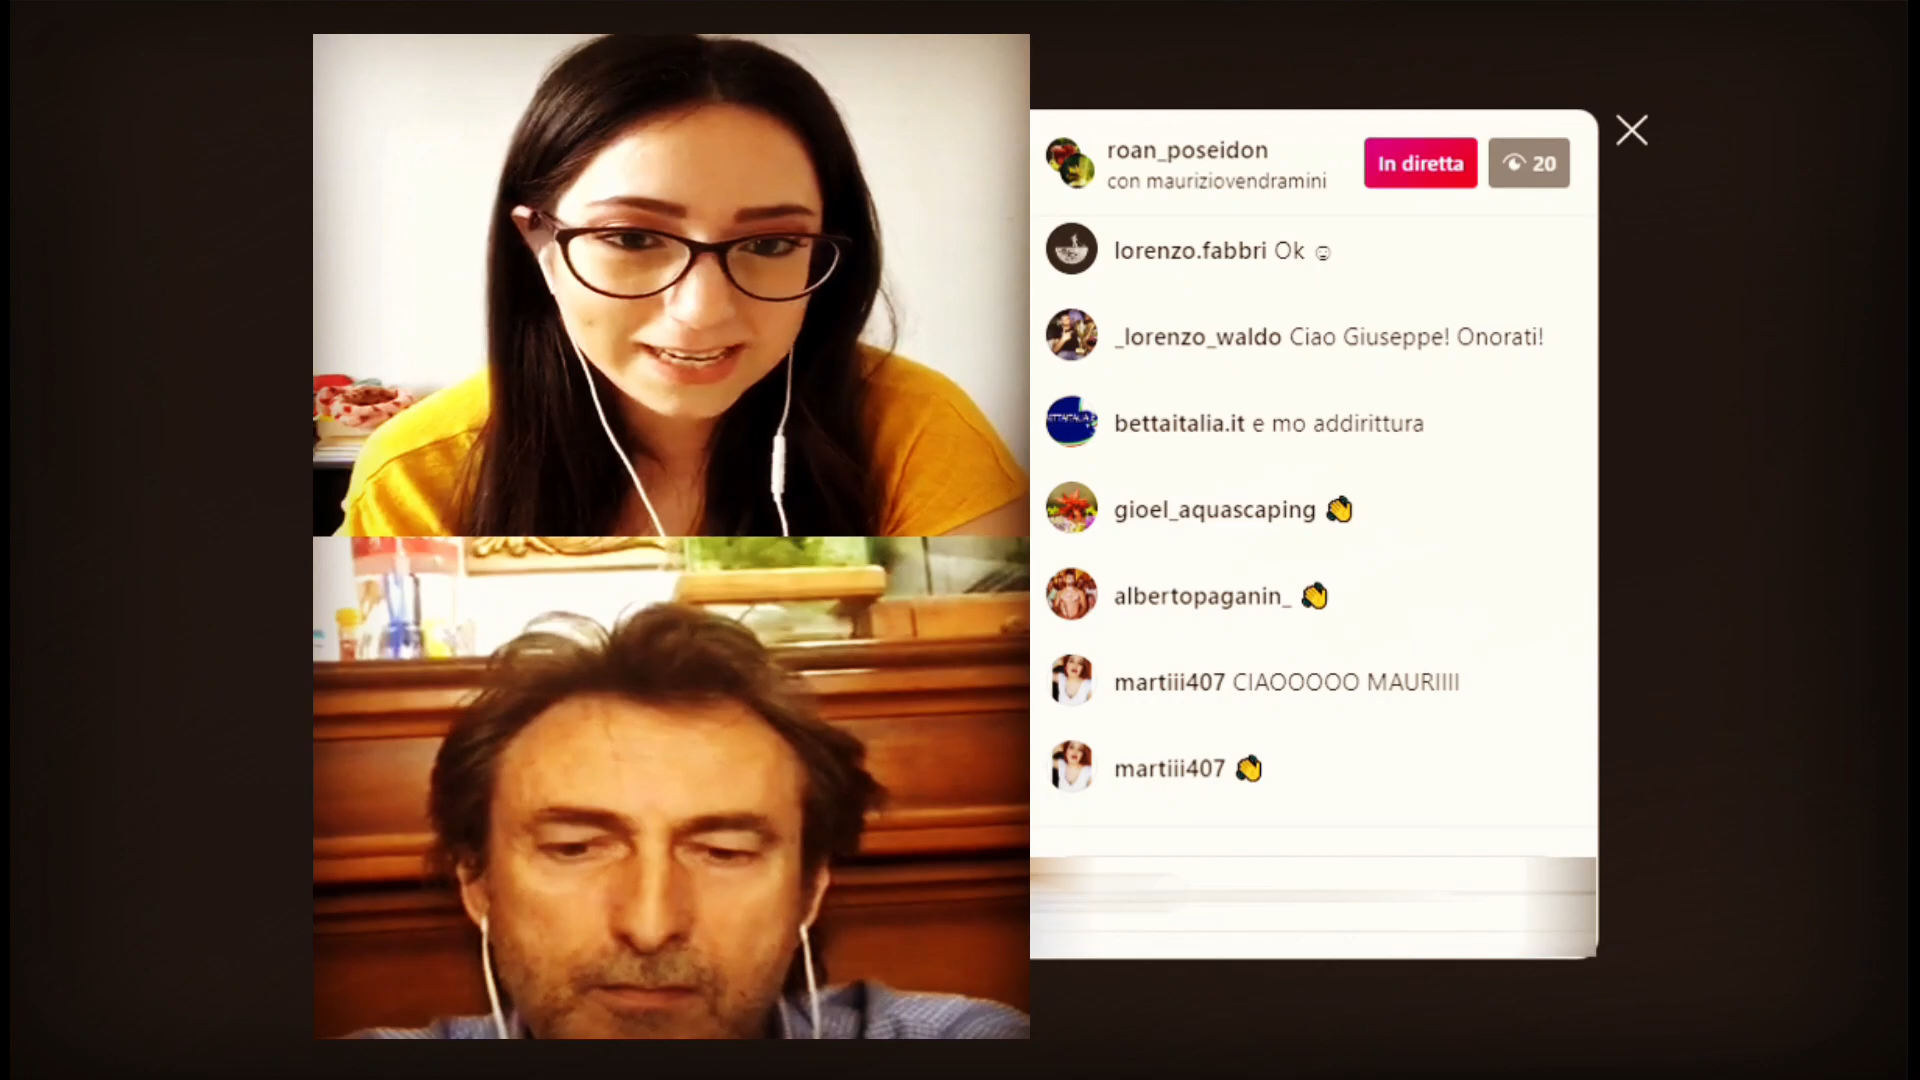 roan_poseidon
con mauriziovendramini
In diretta
20
lorenzo.fabbri Ok ☺
_lorenzo_waldo Ciao Giuseppe! Onorati!
bettaitalia.it e mo addirittura
gioel_aquascaping 👏
albertopaganin_ 👏
martiii407 CIAOOOOO MAURIIII
martiii407 👏